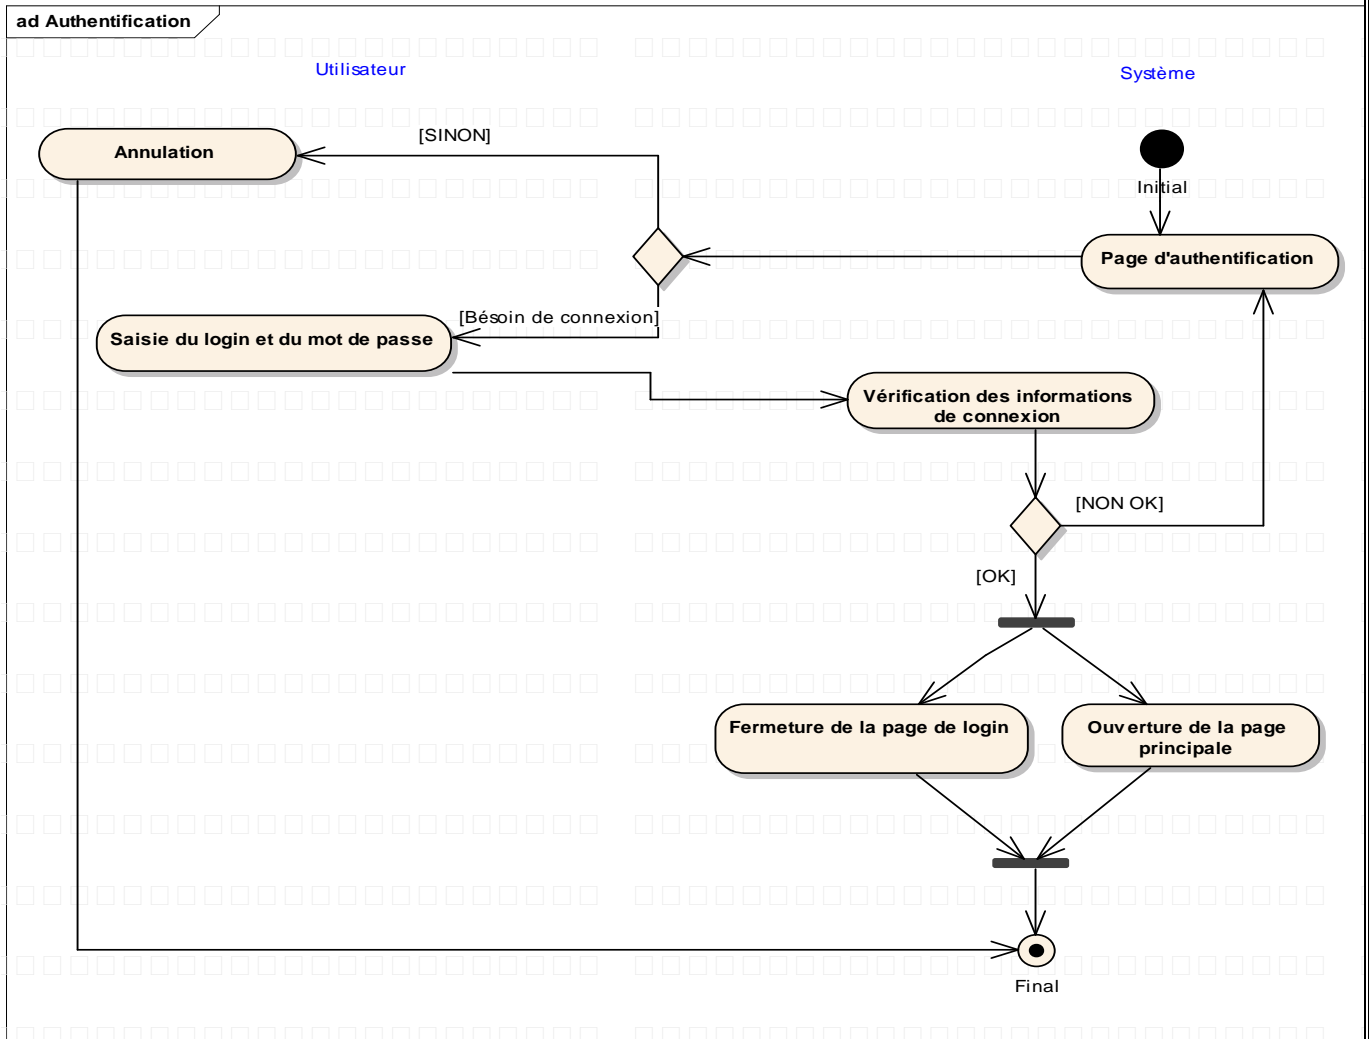 ad Authentification
Utilisateur
Système
[SINON]
Annulation
Initial
Page d'authentification
[Bésoin de connexion]
Saisie du login et du mot de passe
Vérification des informations
de connexion
[NON OK]
[OK]
Fermeture de la page de login
Ouverture de la page
principale
Final